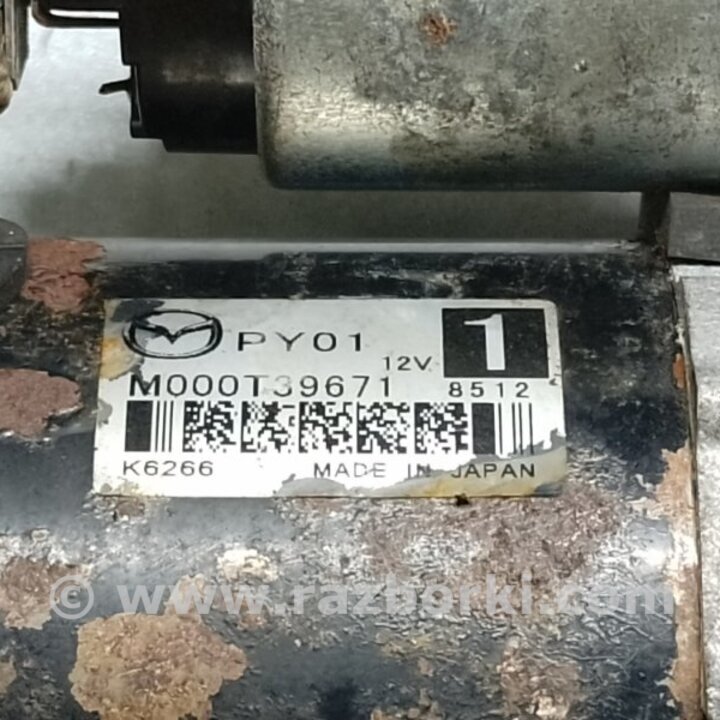 PY01
1
12V
M000T39671 8512
K6266 MADE IN JAPAN
© www.razborki.com